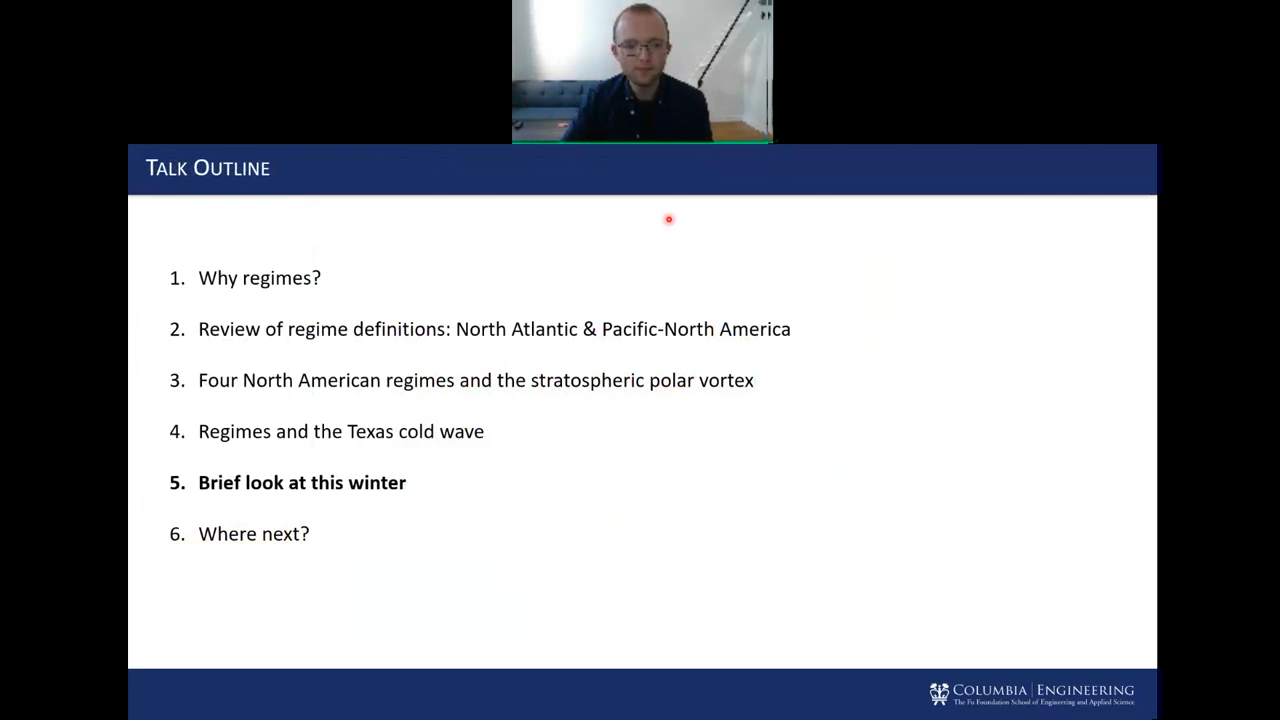 TALK OUTLINE
1. Why regimes?
2. Review of regime definitions: North Atlantic & Pacific-North America
3. Four North American regimes and the stratospheric polar vortex
4. Regimes and the Texas cold wave
5. Brief look at this winter
6. Where next?
COLUMBIA | ENGINEERING
The Fu Foundation School of Engineering and Applied Science